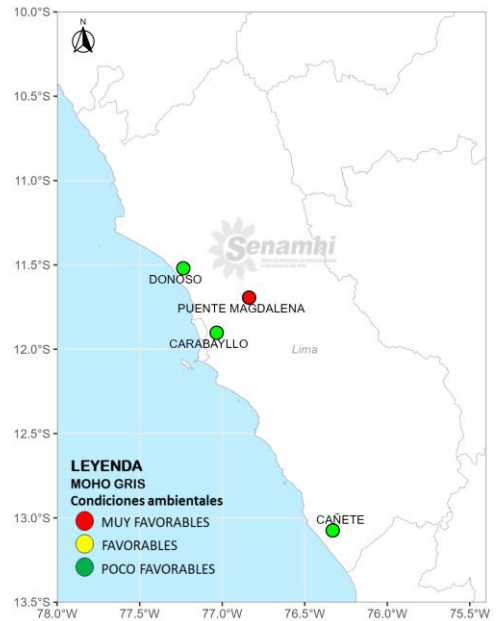 10.0°S
N
10.5°S
11.0°S
Senamhi
11.5°S
DONOSO
PUENTE MAGDALENA
CARABAYLLO
Lima
12.0°S
12.5°S
LEYENDA
MOHO GRIS
Condiciones ambientales
MUY FAVORABLES
FAVORABLES
POCO FAVORABLES
CAÑETE
13.0°S
13.5°S
78.0°W 77.5°W 77.0°W 76.5°W 76.0°W 75.5°W